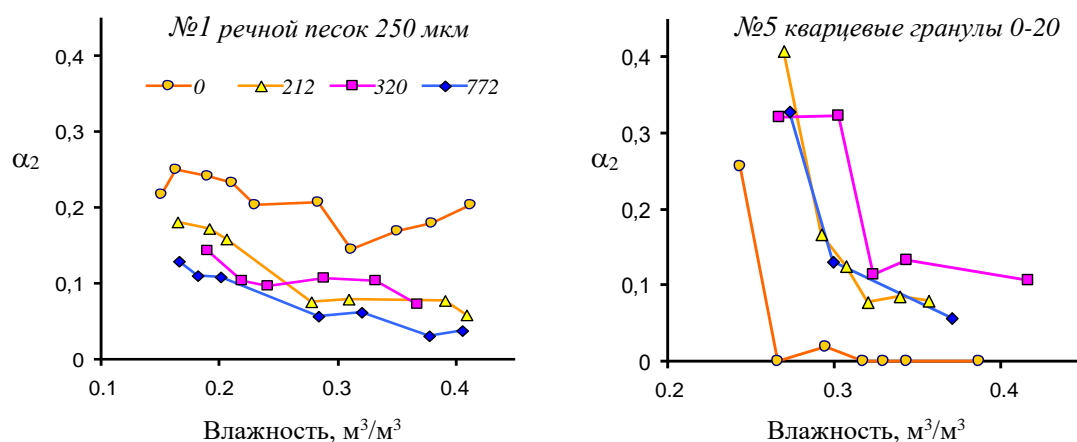 №1 речной песок 250 мкм
0,4
0 212 320 772
0,3
α2
0,2
0,1
0
0.1 0.2 0.3 0.4
Влажность, м³/м³
№5 кварцевые гранулы 0-20
0,4
0,3
α2
0,2
0,1
0
0.2 0.3 0.4
Влажность, м³/м³